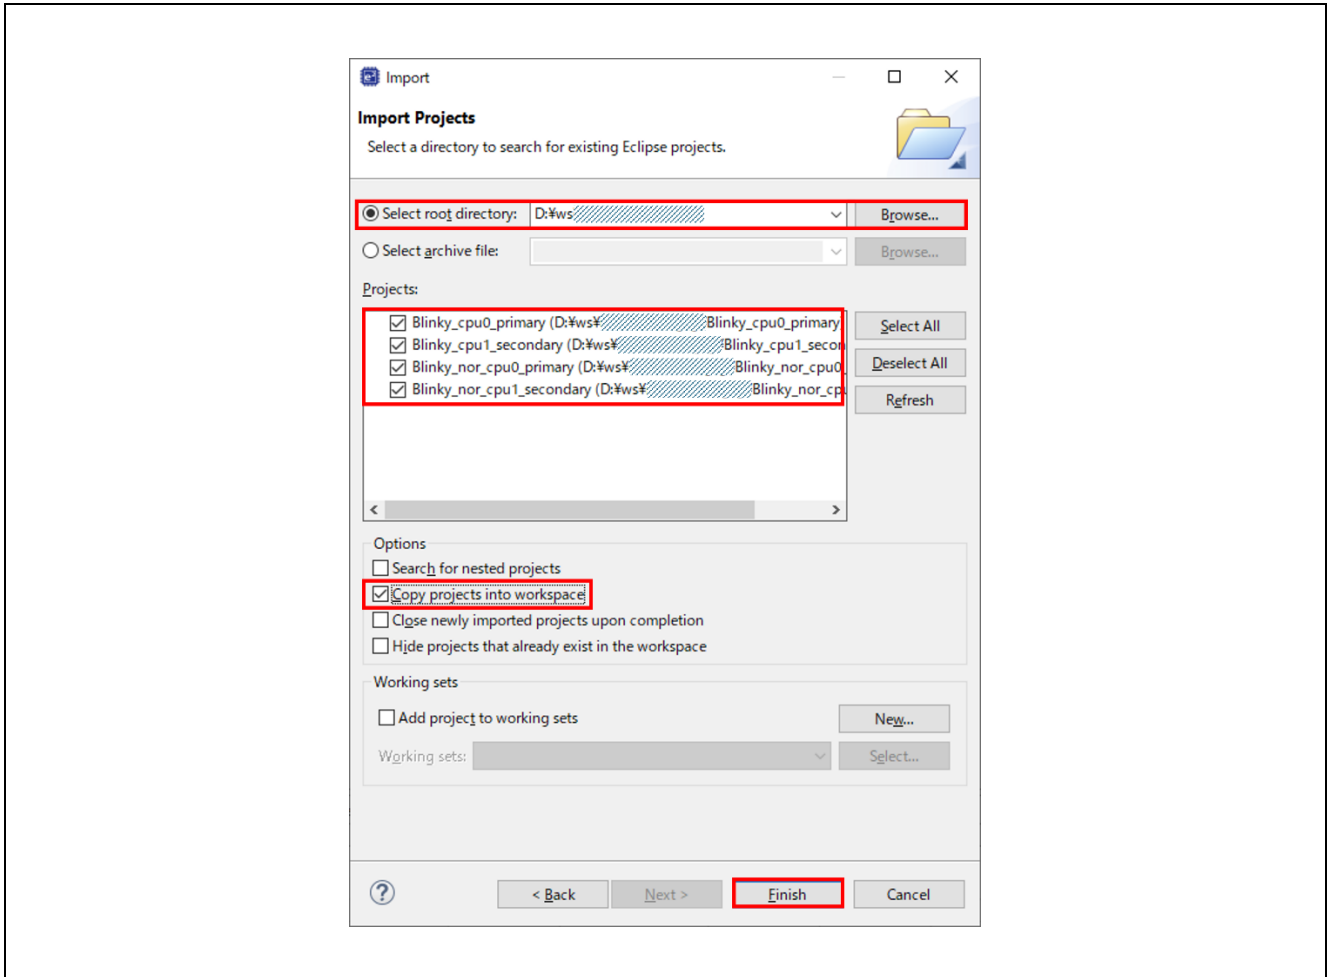 Import
Import Projects
Select a directory to search for existing Eclipse projects.
Select root directory: D:¥ws Browse...
Select archive file: Browse...
Projects:
Blinky_cpu0_primary (D:¥ws¥ Blinky_cpu0_primary
Blinky_cpu1_secondary (D:¥ws¥ Blinky_cpu1_secon
Blinky_nor_cpu0_primary (D:¥ws¥ Blinky_nor_cpu0_
Blinky_nor_cpu1_secondary (D:¥ws¥ Blinky_nor_cpu
Select All
Deselect All
Refresh
Options
Search for nested projects
Copy projects into workspace
Close newly imported projects upon completion
Hide projects that already exist in the workspace
Working sets
Add project to working sets New...
Working sets: Select...
? < Back Next > Finish Cancel